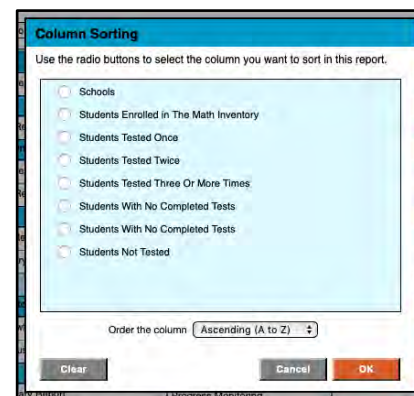 Column Sorting
Use the radio buttons to select the column you want to sort in this report.
Schools
Students Enrolled in The Math Inventory
Students Tested Once
Students Tested Twice
Students Tested Three Or More Times
Students With No Completed Tests
Students With No Completed Tests
Students Not Tested
Order the column Ascending (A to Z)
Clear Cancel OK
Progress Monitoring